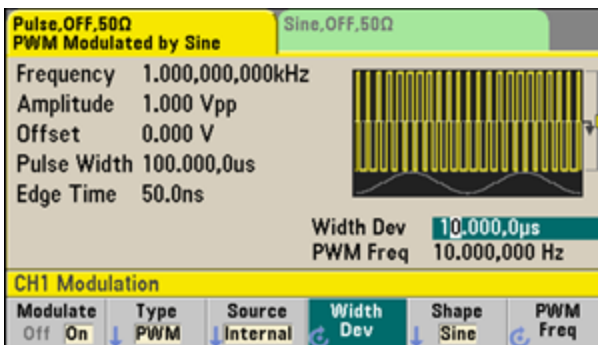 Pulse,OFF,50Ω
PWM Modulated by Sine
Sine,OFF,50Ω
Frequency 1.000,000,000kHz
Amplitude 1.000 Vpp
Offset 0.000 V
Pulse Width 100.000,0us
Edge Time 50.0ns
Width Dev 10.000,0µs
PWM Freq 10.000,000 Hz
CH1 Modulation
Modulate Type Source Width Shape PWM
Off On PWM Internal Dev Sine Freq